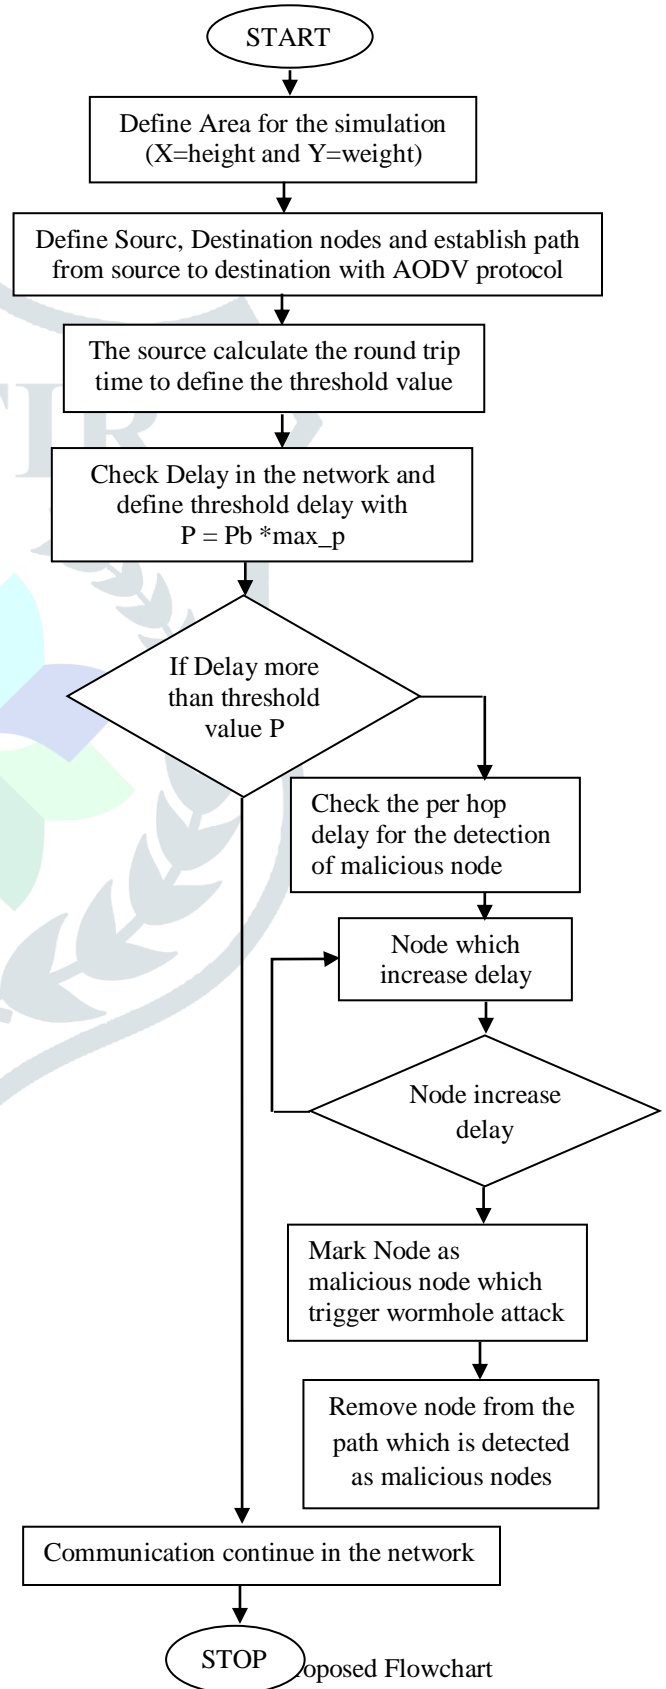 START
Define Area for the simulation
(X=height and Y=weight)
Define Sourc, Destination nodes and establish path
from source to destination with AODV protocol
The source calculate the round trip
time to define the threshold value
Check Delay in the network and
define threshold delay with
P = Pb *max_p
If Delay more
than threshold
value P
Check the per hop
delay for the detection
of malicious node
Node which
increase delay
Node increase
delay
Mark Node as
malicious node which
trigger wormhole attack
Remove node from the
path which is detected
as malicious nodes
Communication continue in the network
STOP
oposed Flowchart